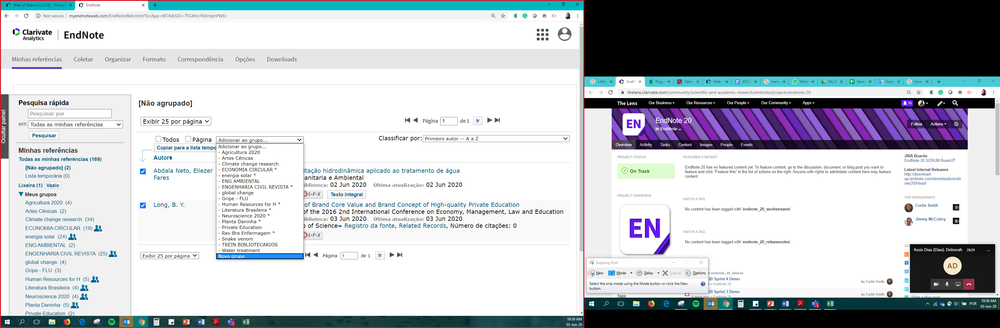 Web of Science [v.5.35] - Princip
EndNote
Not secure
myendnoteweb.com/EndNoteWeb.html?SrcApp=WOK&SID=7FG4frisYK8mIphPWEc
Clarivate
Analytics
EndNote
Minhas referências
Coletar
Organizar
Formato
Correspondência
Opções
Downloads
Ocultar painel
Pesquisa rápida
Pesquisar por
em
Todas as minhas referências
Pesquisar
Minhas referências
Todas as minhas referências (169)
[Não agrupado] (2)
Lista temporária (0)
Lixeira (1)
Vazio
Meus grupos
Agricultura 2020 (4)
Artes Cênicas (2)
Climate change research (34)
ECONOMIA CIRCULAR (19)
energia solar (24)
ENG AMBIENTAL (2)
ENGENHARIA CIVIL REVISTA (25)
global change (4)
Gripe - FLU (3)
Human Resources for H (5)
Literatura Brasileira (4)
Neuroscience 2020 (4)
Planta Daninha (5)
Private Education (2)
[Não agrupado]
Exibir 25 por página
Página 1 de 1 Ir
Todos
Página
Adicionar ao grupo...
Classificar por:
Primeiro autor -- A a Z
Copiar para a lista tempo
Autor
Adicionar ao grupo...
- Agricultura 2020
- Artes Cênicas
- Climate change research
- ECONOMIA CIRCULAR *
- energia solar *
- ENG AMBIENTAL
- ENGENHARIA CIVIL REVISTA *
- global change
- Gripe - FLU
- Human Resources for H *
- Literatura Brasileira *
- Neuroscience 2020 *
- Planta Daninha *
- Private Education
- Rev Bra Enfermagem *
- Snake venom
- TREIN BIBLIOTECARIOS
- Water treatment
Novo grupo
Abdala Neto, Eliezer
Fares
itação hidrodinâmica aplicado ao tratamento de água
anitaria e Ambiental
blioteca: 02 Jun 2020 Última atualização: 02 Jun 2020
S·F·X
Texto integral
Long, B. Y.
of Brand Core Value and Brand Concept of High-quality Private Education
of the 2016 2nd International Conference on Economy, Management, Law and Education
blioteca: 03 Jun 2020 Última atualização: 03 Jun 2020
b of Science Registro da fonte, Related Records, Número de citações: 0
S·F·X
Exibir 25 por página
Página 1 de 1 Ir
10:30 AM
03-Jun-20
LibKe
EndN
Plug-
Taking
Web
ATA D
manu
What
My D
Itens
Goog
hora
thelens.clarivate.com/community/scientific-and-academic-research/endnote/projects/endnote-20
The Lens
Our Business
Our Resources
Our People
Our Community
Apps
15
EN
EndNote 20
in EndNote
Follow
Actions
Overview
Activity
Tasks
Content
Images
People
Events
PROJECT STATUS
On Track
PROJECT OVERVIEW
EN
FEATURED CONTENT
EndNote 20 has no featured content yet. To feature content, go to the discussion, document, or blog post you want to
feature and click "Feature this" in the list of actions on the right. Anyone with rights to administer content here may feature
content.
WATCH A TAG
No content has been tagged with 'endnote_20_workstreams'.
WATCH A TAG
No content has been tagged with 'endnote_20_releasenotes'.
h endnote_20_demos
20 Sprint 4 Demo
in EndNote 20
by Curtis Smith
20 Sprint 3 Demo
6 days ago in EndNote 20
by Curtis Smith
Tags:
JIRA Boards
EndNote 20 SCRUM Board
Latest Internal Releases
http://download-
qa.endnote.com/downloads/endn
ote/20/Head/
TOP PARTICIPANTS
Curtis Smith
7
Jimmy McColery
5
AC
Write a blog post
Assis Dias (Dias), Deborah
28:29
AD
Snipping Tool
New
Mode
Delay
Cancel
Options
Select the snip mode using the Mode button or click the New
button.
POR
10:30 AM
03-Jun-20